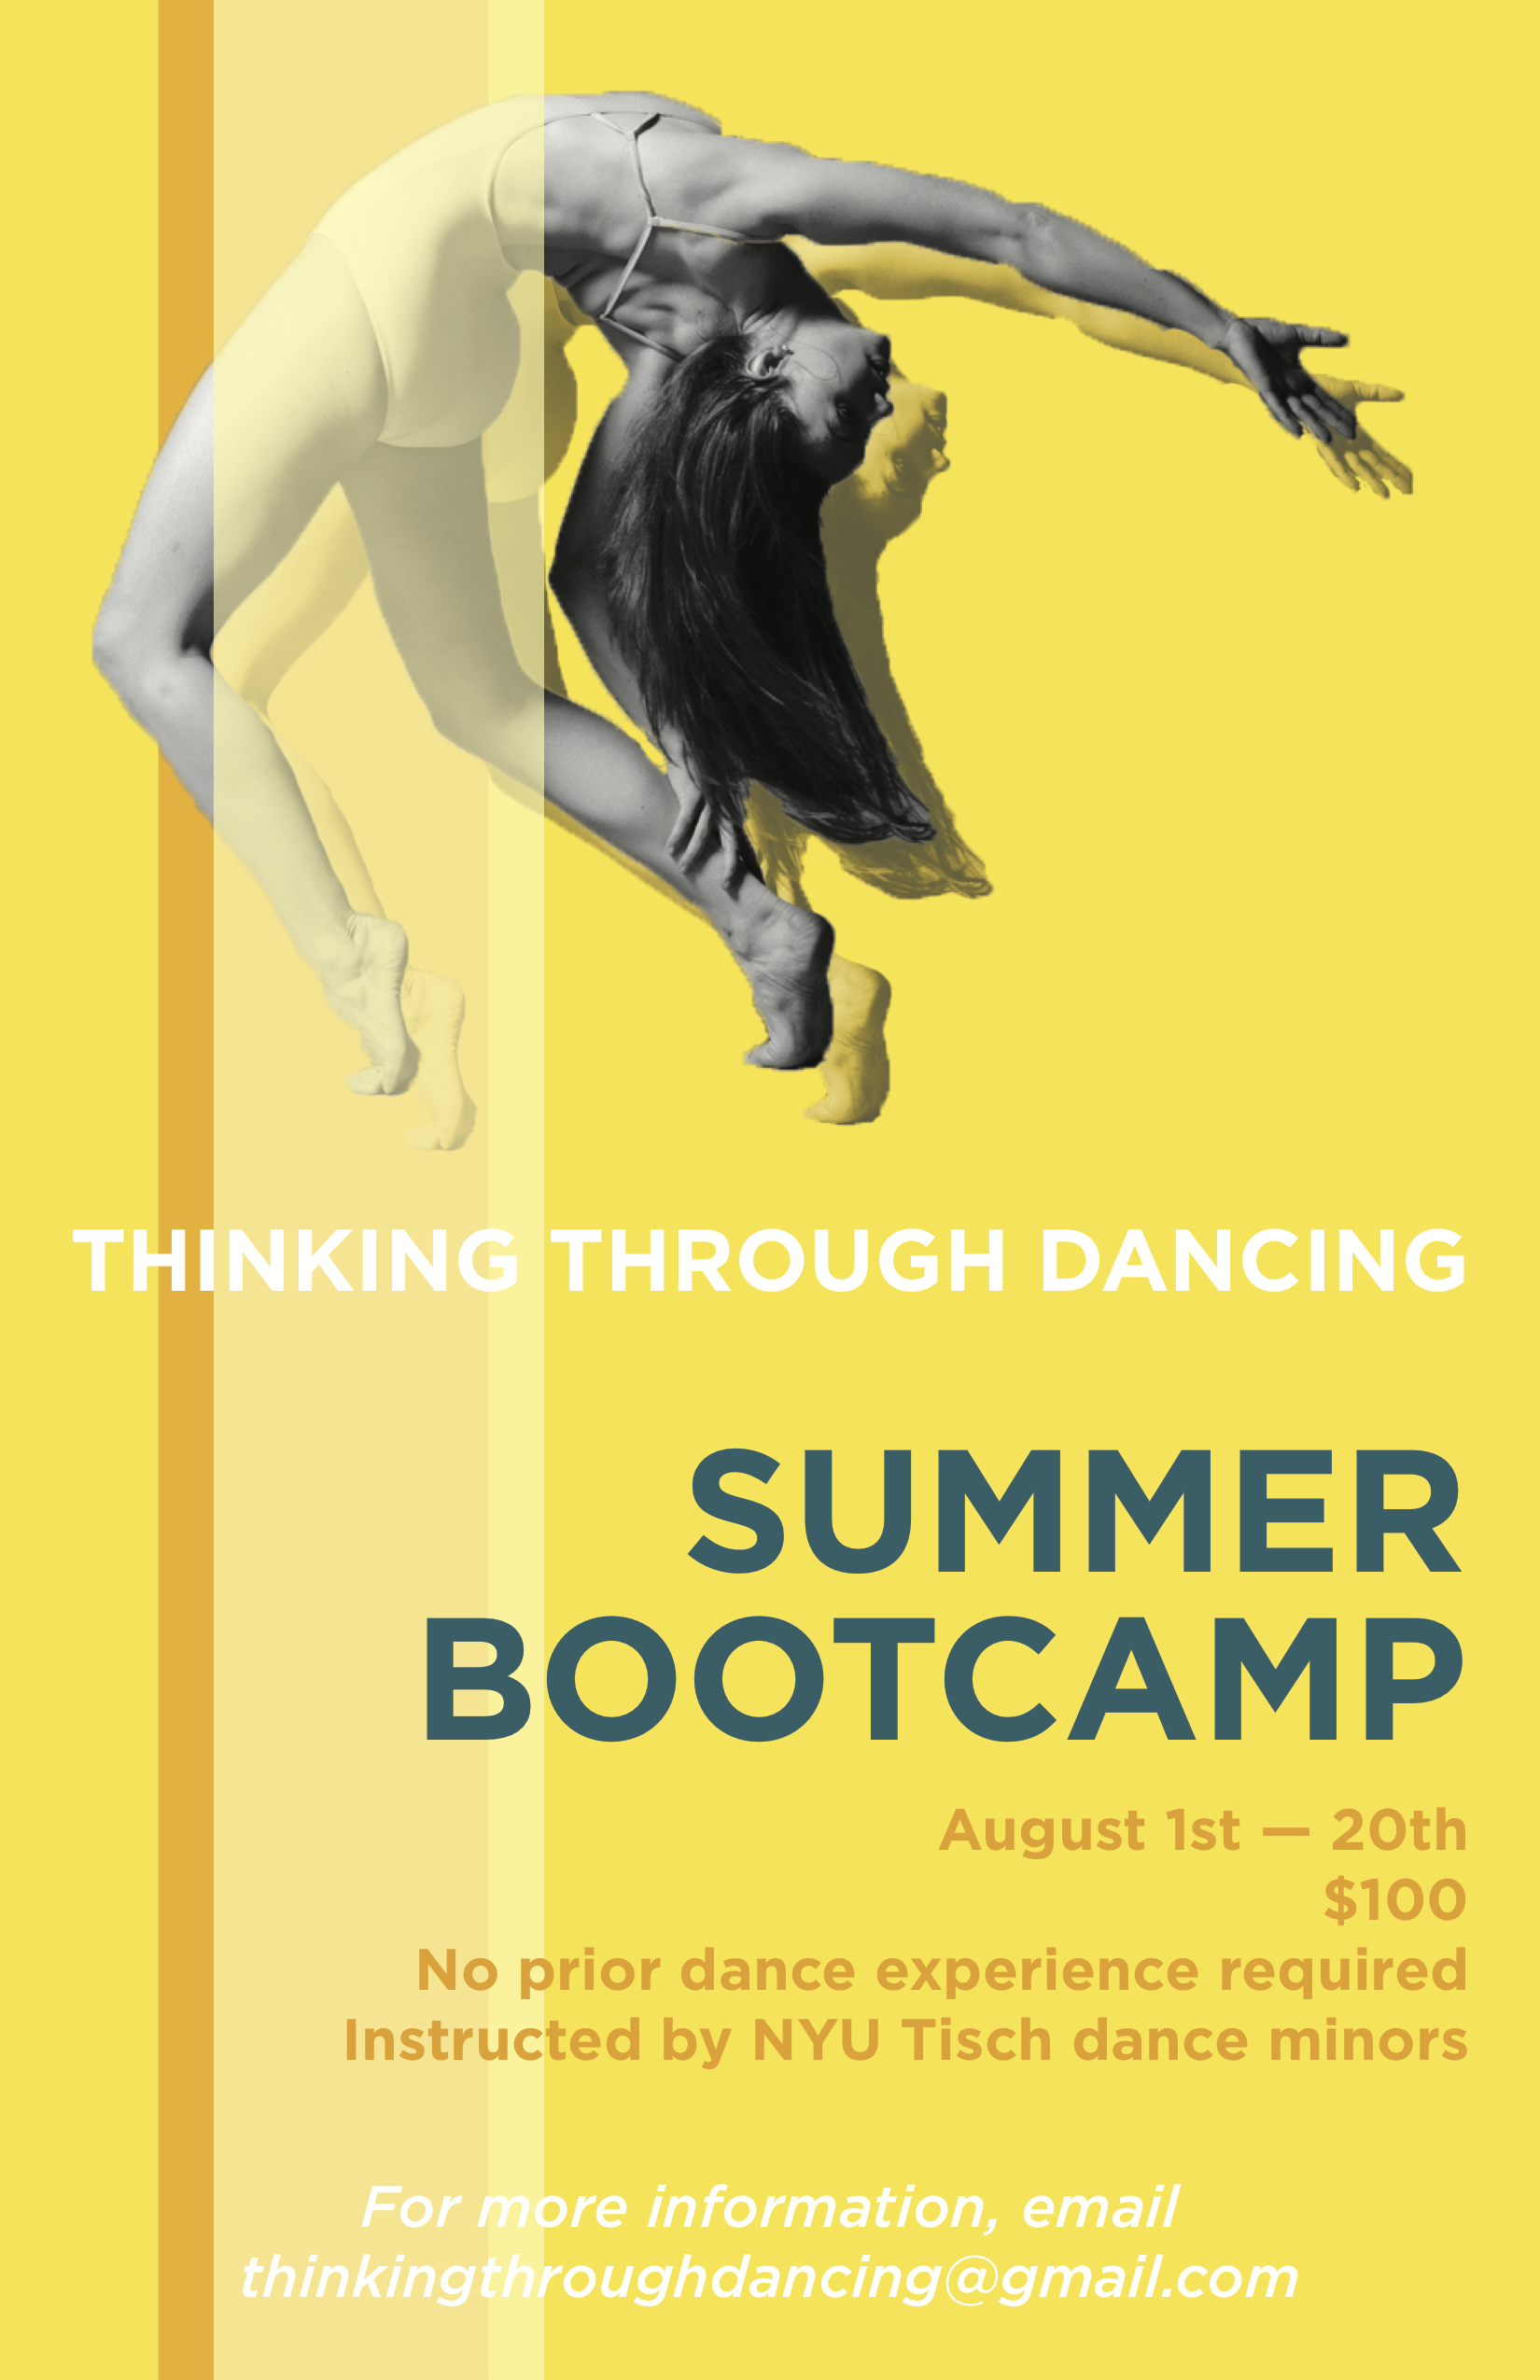 THINKING THROUGH DANCING
SUMMER
BOOTCAMP
August 1st — 20th
$100
No prior dance experience required
Instructed by NYU Tisch dance minors
For more information, email
thinkingthroughdancing@gmail.com